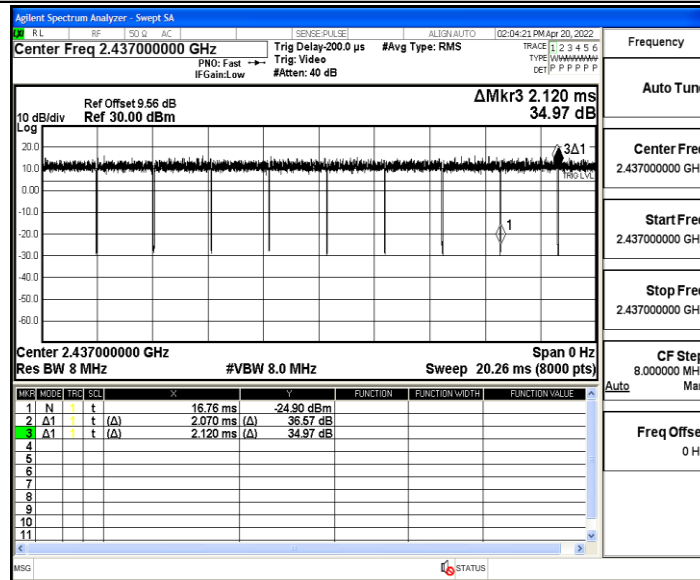 Agilent Spectrum Analyzer - Swept SA
RL RF 50 Ω AC SENSE:PULSE ALIGNAUTO 02:04:21 PM Apr 20, 2022
Center Freq 2.437000000 GHz
PNO: Fast
IFGain:Low
Trig Delay-200.0 µs
Trig: Video
#Atten: 40 dB
#Avg Type: RMS
TRACE 1 2 3 4 5 6
TYPE
DET P P P P P P
ΔMkr3 2.120 ms
34.97 dB
Ref Offset 9.56 dB
10 dB/div Ref 30.00 dBm
Log
20.0
10.0
0.00
-10.0
-20.0
-30.0
-40.0
-50.0
-60.0
3Δ1
TRIG LVL
1
Center 2.437000000 GHz Span 0 Hz
Res BW 8 MHz #VBW 8.0 MHz Sweep 20.26 ms (8000 pts)
MKR MODE TRC SCL X Y FUNCTION FUNCTION WIDTH FUNCTION VALUE
1 N 1 t 16.76 ms -24.90 dBm
2 Δ1 1 t (Δ) 2.070 ms (Δ) 36.57 dB
3 Δ1 1 t (Δ) 2.120 ms (Δ) 34.97 dB
4
5
6
7
8
9
10
11
MSG STATUS
Frequency
Auto Tun
Center Fre
2.437000000 GH
Start Fre
2.437000000 GH
Stop Fre
2.437000000 GH
CF Step
8.000000 MH
Auto Ma
Freq Offse
0 H